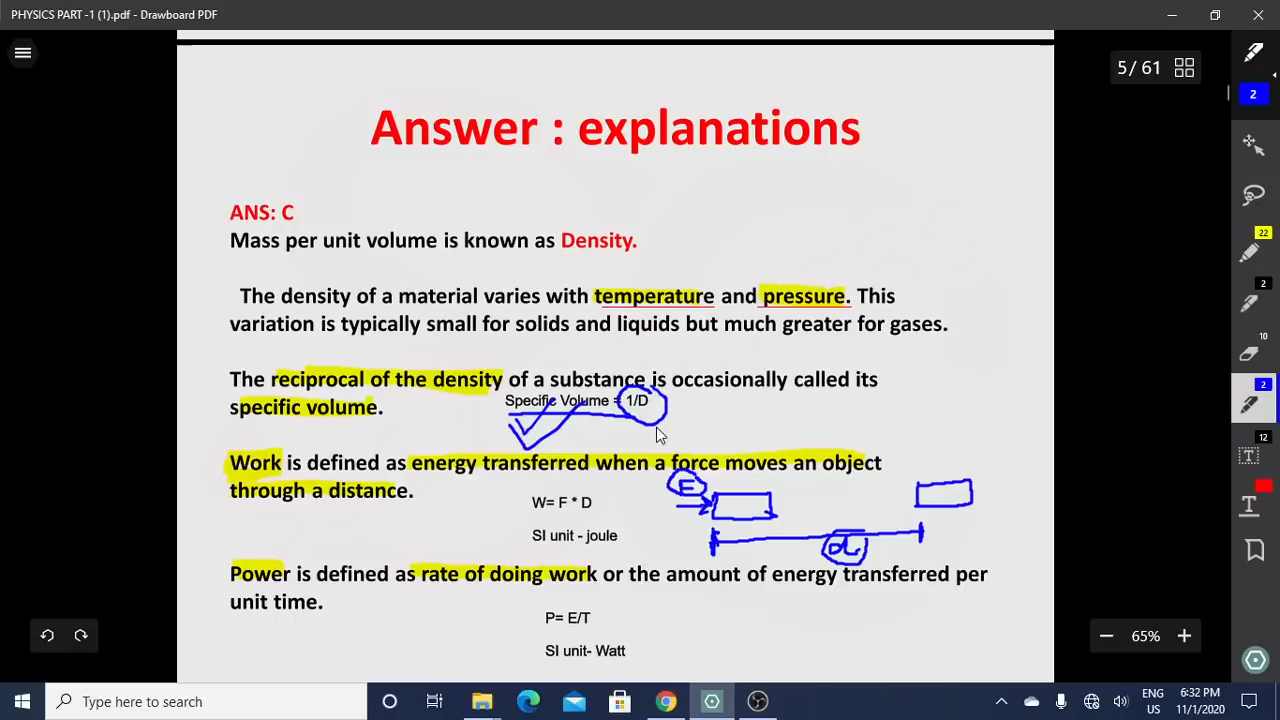 PHYSICS PART -1 (1).pdf - Drawboard PDF
5 / 61
2
Answer : explanations
ANS: C
Mass per unit volume is known as Density.
22
The density of a material varies with temperature and pressure. This
variation is typically small for solids and liquids but much greater for gases.
10
The reciprocal of the density of a substance is occasionally called its
2
Specific Volume = 1/D
specific volume.
12
Work is defined as energy transferred when a force moves an object
F
through a distance.
W= F * D
T
SI unit - joule
d
Power is defined as rate of doing work or the amount of energy transferred per
unit time.
P= E/T
65%
SI unit- Watt
Type here to search
ENG
US
6:32 PM
11/1/2020